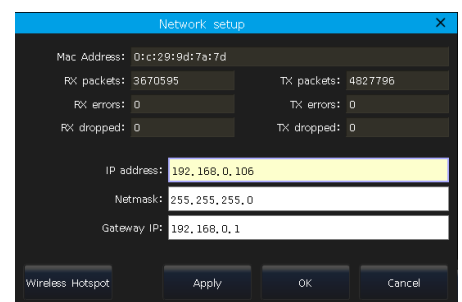 Network setup ×
Mac Address: 0:c:29:9d:7a:7d
RX packets: 3670595 TX packets: 4827796
RX errors: 0 TX errors: 0
RX dropped: 0 TX dropped: 0
IP address: 192.168.0.106
Netmask: 255.255.255.0
Gateway IP: 192.168.0.1
Wireless Hotspot Apply OK Cancel